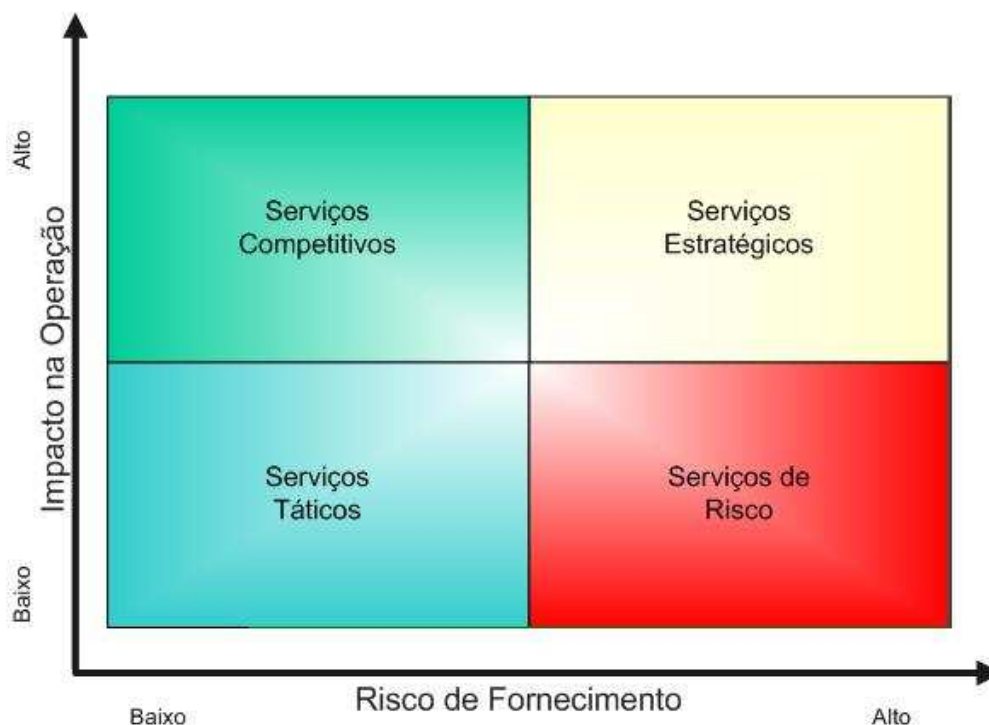 Alto
Impacto na Operação
Baixo
Serviços
Competitivos
Serviços
Estratégicos
Serviços
Táticos
Serviços de
Risco
Baixo
Risco de Fornecimento
Alto